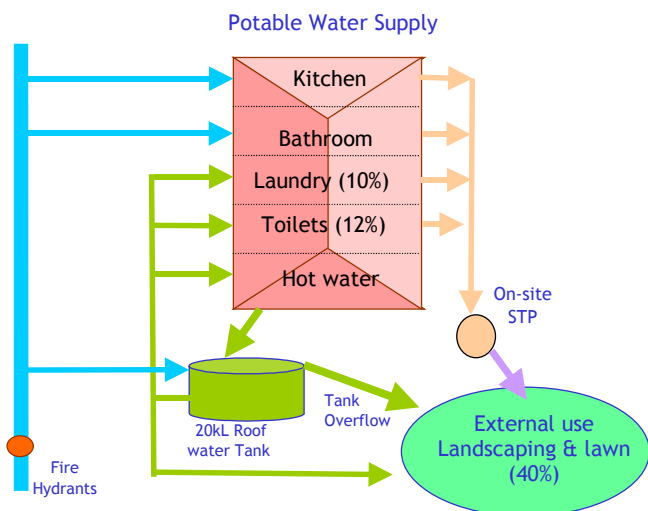 Potable Water Supply
Kitchen
Bathroom
Laundry (10%)
Toilets (12%)
Hot water
On-site
STP
Tank
Overflow
20kL Roof
water Tank
External use
Landscaping & lawn
(40%)
Fire
Hydrants